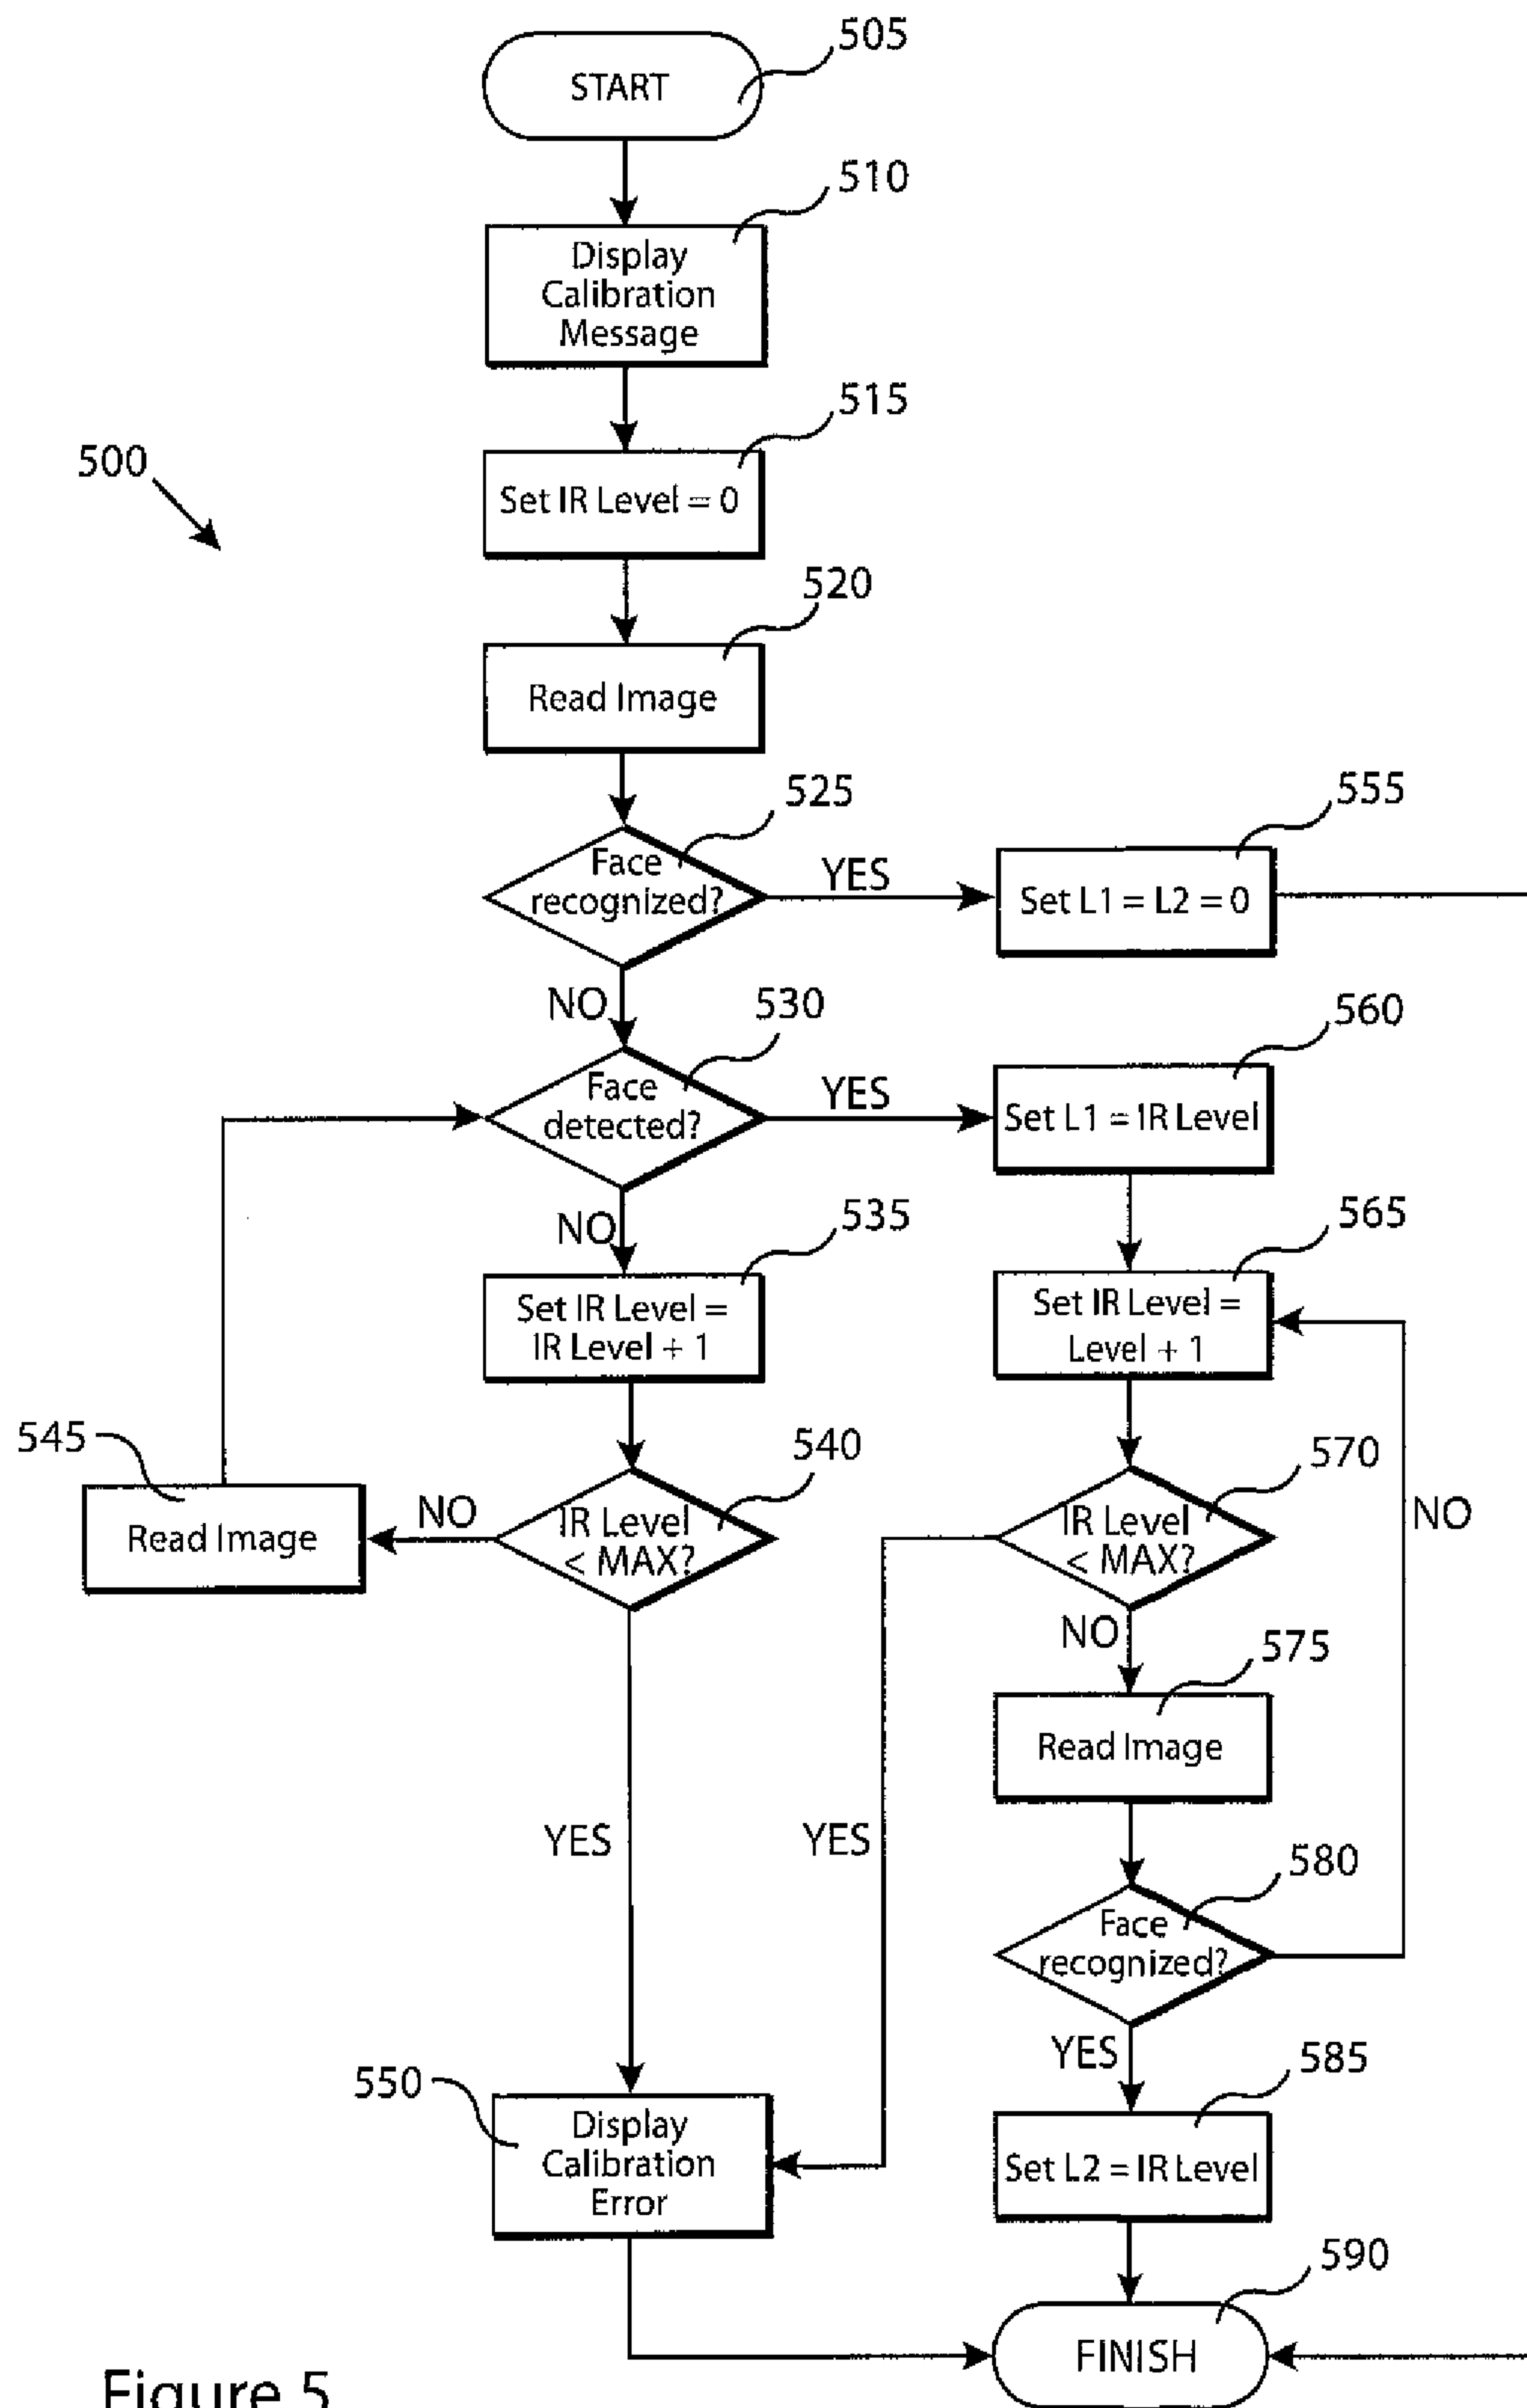 505
START
510
Display
Calibration
Message
515
500
Set IR Level = 0
520
Read Image
525
555
Face
recognized?
YES
Set L1 = L2 = 0
NO
530
560
Face
detected?
YES
Set L1 = IR Level
NO
535
565
Set IR Level =
IR Level + 1
Set IR Level =
Level + 1
545
540
570
Read Image
NO
IR Level
< MAX?
IR Level
< MAX?
NO
NO
575
Read Image
YES
YES
580
Face
recognized?
YES
585
550
Display
Calibration
Error
Set L2 = IR Level
590
FINISH
Figure 5